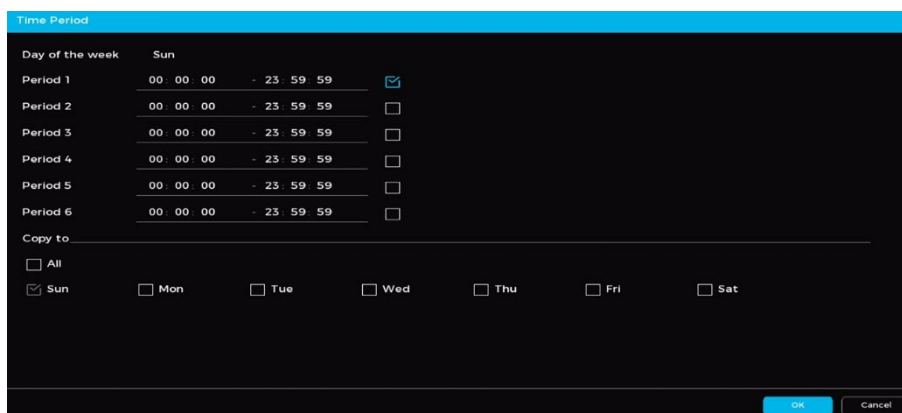 Time Period
Day of the week Sun
Period 1 00: 00: 00 - 23: 59: 59
Period 2 00: 00: 00 - 23: 59: 59
Period 3 00: 00: 00 - 23: 59: 59
Period 4 00: 00: 00 - 23: 59: 59
Period 5 00: 00: 00 - 23: 59: 59
Period 6 00: 00: 00 - 23: 59: 59
Copy to
All
Sun Mon Tue Wed Thu Fri Sat
OK Cancel